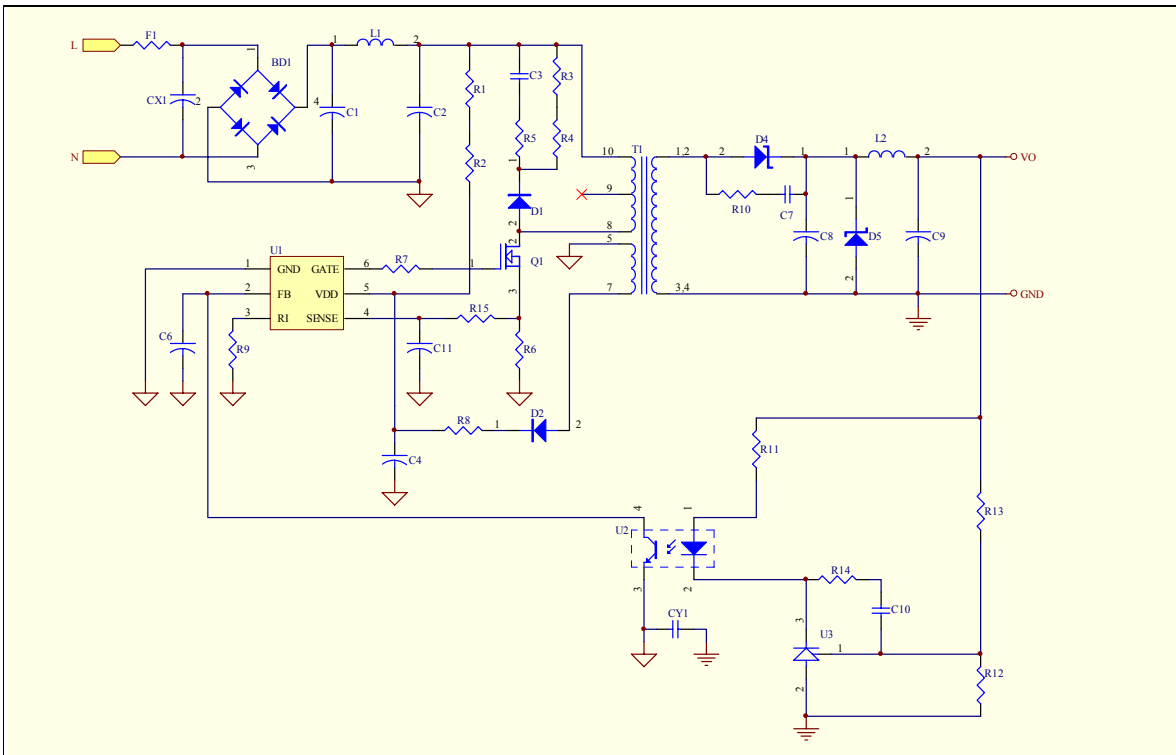 L F1 L1
1 2
1 BD1
C3 R3
CX1 2 4 C1 C2 R1
R5 R4
N 3 R2 1
D4 L2
10 T1 1,2 2 1 1 2 VO
9
D1 R10 C7 1
2 8 C8 D5 C9
U1 5
R7 2 Q1
1 GND GATE 6 1
2 FB VDD 5 3 7 3,4 2 GND
3 RI SENSE 4 R15
C6 R9 C11 R6
D2
R8 1 2
R11
C4
4 1 R13
U2
R14
3 2 C10
CY1 3 U3
1
R12
2